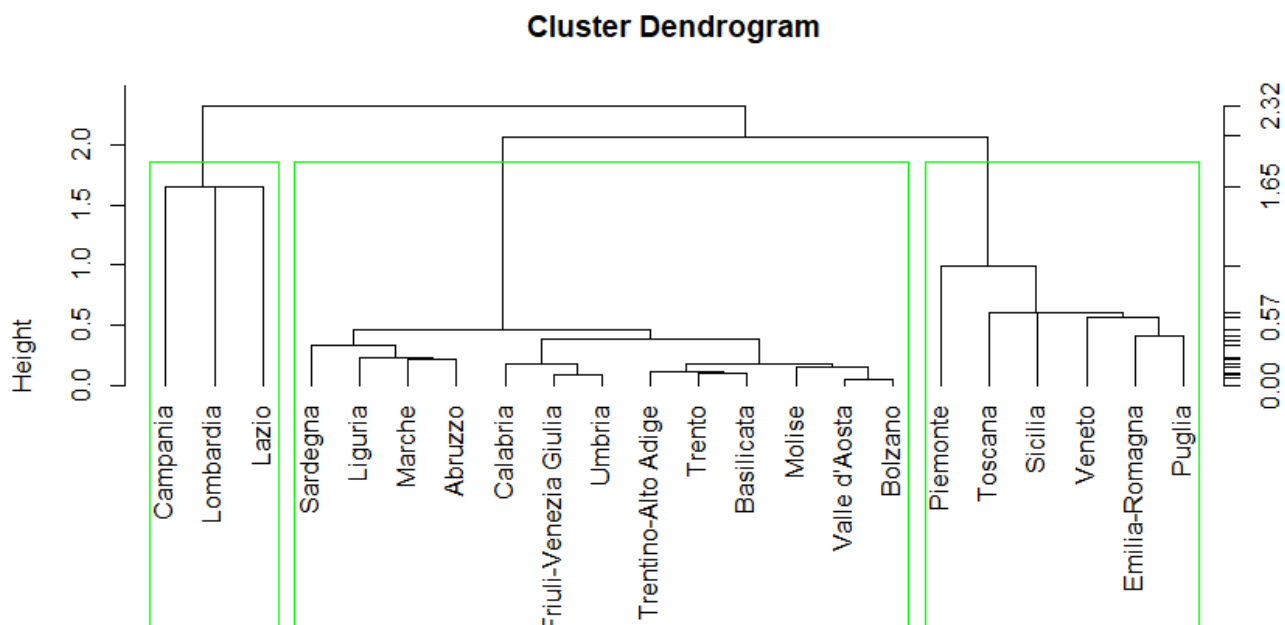 Cluster Dendrogram
Height
0.0
0.5
1.0
1.5
2.0
0.00
0.57
1.65
2.32
Campania
Lombardia
Lazio
Sardegna
Liguria
Marche
Abruzzo
Calabria
Friuli-Venezia Giulia
Umbria
Trentino-Alto Adige
Trento
Basilicata
Molise
Valle d'Aosta
Bolzano
Piemonte
Toscana
Sicilia
Veneto
Emilia-Romagna
Puglia